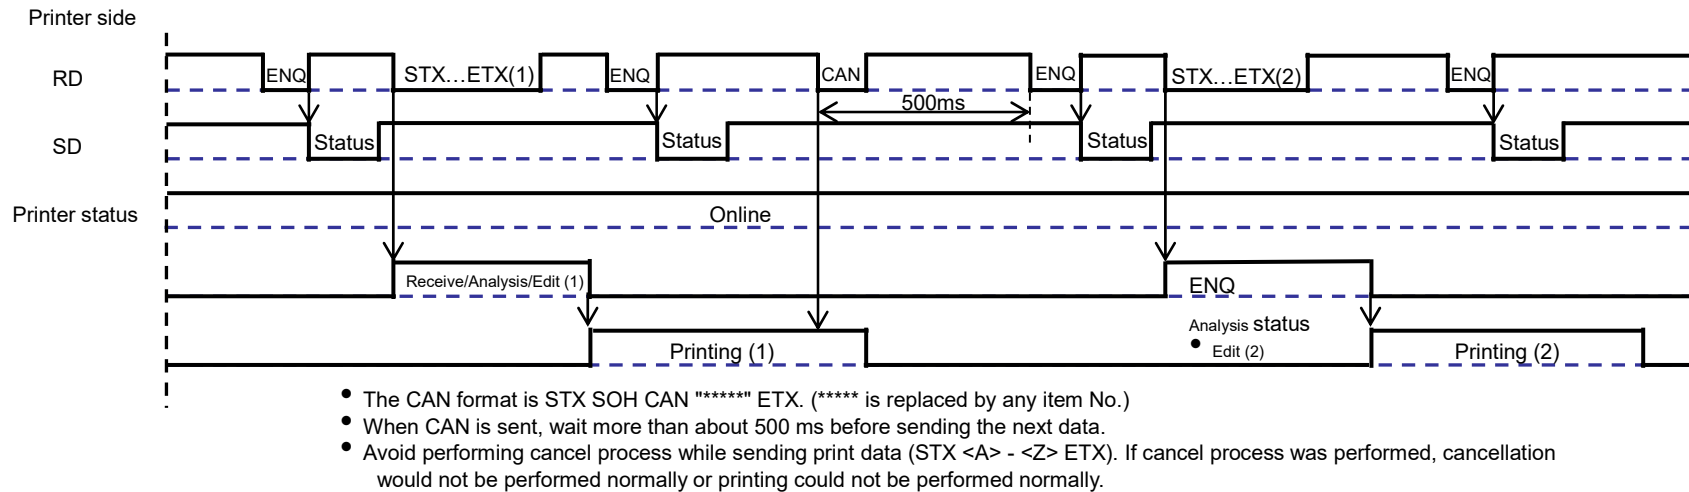 Printer side
RD
ENQ
STX…ETX(1)
ENQ
CAN
ENQ
STX…ETX(2)
ENQ
500ms
SD
Status
Status
Status
Status
Printer status
Online
Receive/Analysis/Edit (1)
ENQ
Analysis status
• Edit (2)
Printing (1)
Printing (2)
• The CAN format is STX SOH CAN "*****" ETX. (***** is replaced by any item No.)
• When CAN is sent, wait more than about 500 ms before sending the next data.
• Avoid performing cancel process while sending print data (STX <A> - <Z> ETX). If cancel process was performed, cancellation
would not be performed normally or printing could not be performed normally.